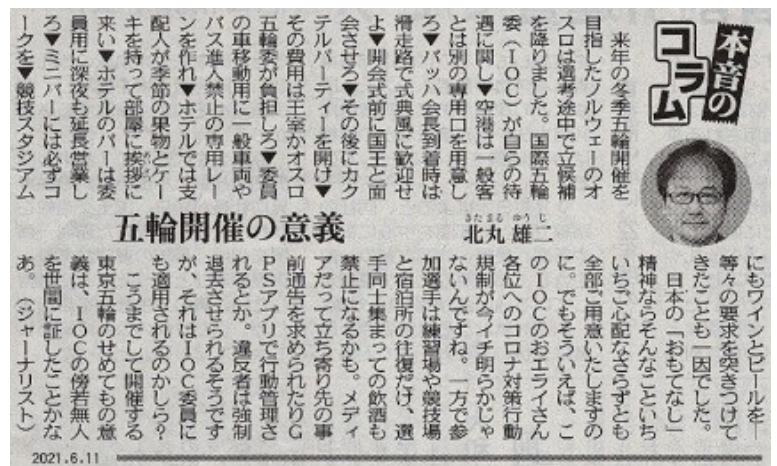 本音の
コラム
五輪開催の意義
北丸 雄二
きたまる ゆうじ
来年の冬季五輪開催を
目指したノルウェーのオ
スロは選考途中で立候補
を降りました。国際五輪
委(IOC)が自らの待
遇に関し▼空港は一般客
とは別の専用口を用意し
ろ▼バッハ会長到着時は
滑走路で式典風に歓迎せ
よ▼開会式前に国王と面
会させろ▼その後にカク
テルパーティーを開け▼
その費用は王室かオスロ
五輪委が負担しろ▼委員
の車移動用に一般車両や
バス進入禁止の専用レー
ンを作れ▼ホテルでは支
配人が季節の果物とケー
キを持って部屋に挨拶に
来い▼ホテルのバーは委
員用に深夜も延長営業し
ろ▼ミニバーには必ずコ
ークを▼競技スタジアム
にもワインとビールを―
等々の要求を突きつけて
きたことも一因でした。
日本の「おもてなし」
精神ならそんなこといち
いちご心配なさらずとも
全部ご用意いたしますの
に。でもそういえば、こ
のIOCのおエライさん
各位へのコロナ対策行動
規制が今イチ明らかじゃ
ないんですね。一方で参
加選手は練習場や競技場
と宿泊所の往復だけ、選
手同士集まっての飲酒も
禁止になるかも。メディ
アだって立ち寄り先の事
前通告を求められたりG
PSアプリで行動管理さ
れるとか。違反者は強制
退去させられるそうです
が、それはIOC委員に
も適用されるのかしら?
こうまでして開催する
東京五輪のせめてもの意
義は、IOCの傍若無人
を世間に証したことかな
あ。(ジャーナリスト)
2021.6.11